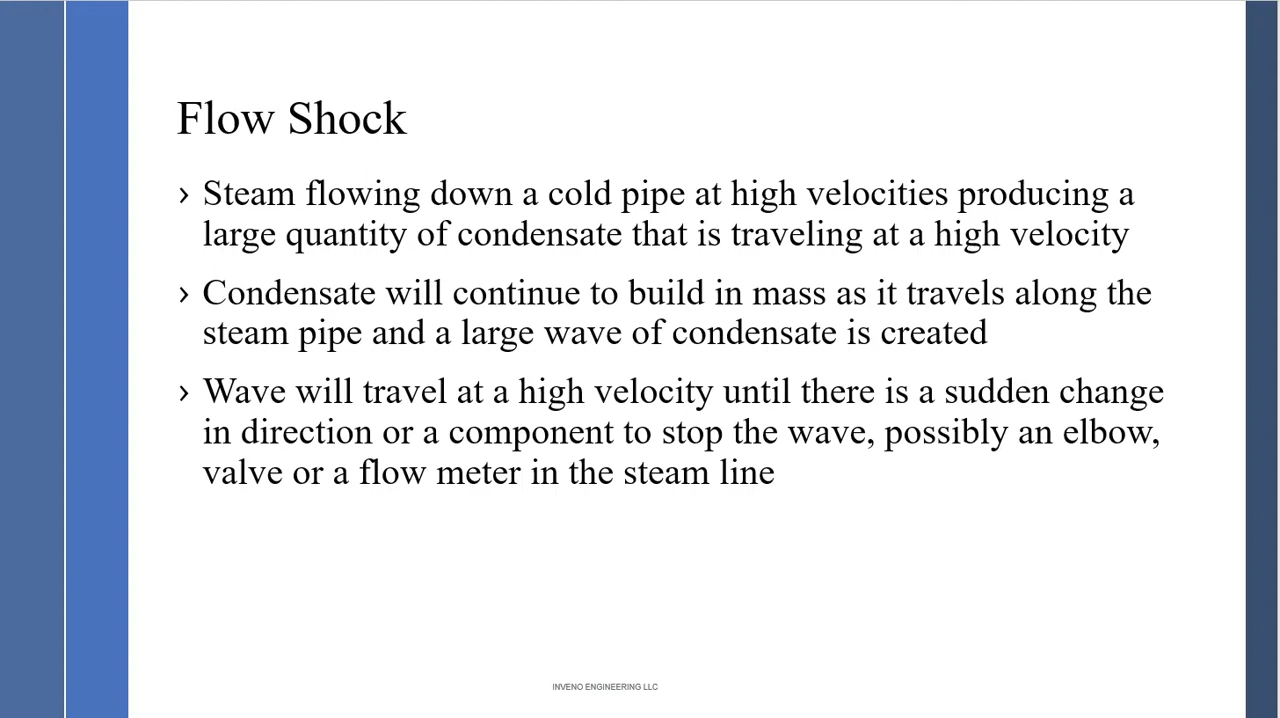 Flow Shock
› Steam flowing down a cold pipe at high velocities producing a
large quantity of condensate that is traveling at a high velocity
› Condensate will continue to build in mass as it travels along the
steam pipe and a large wave of condensate is created
› Wave will travel at a high velocity until there is a sudden change
in direction or a component to stop the wave, possibly an elbow,
valve or a flow meter in the steam line
INVENO ENGINEERING LLC